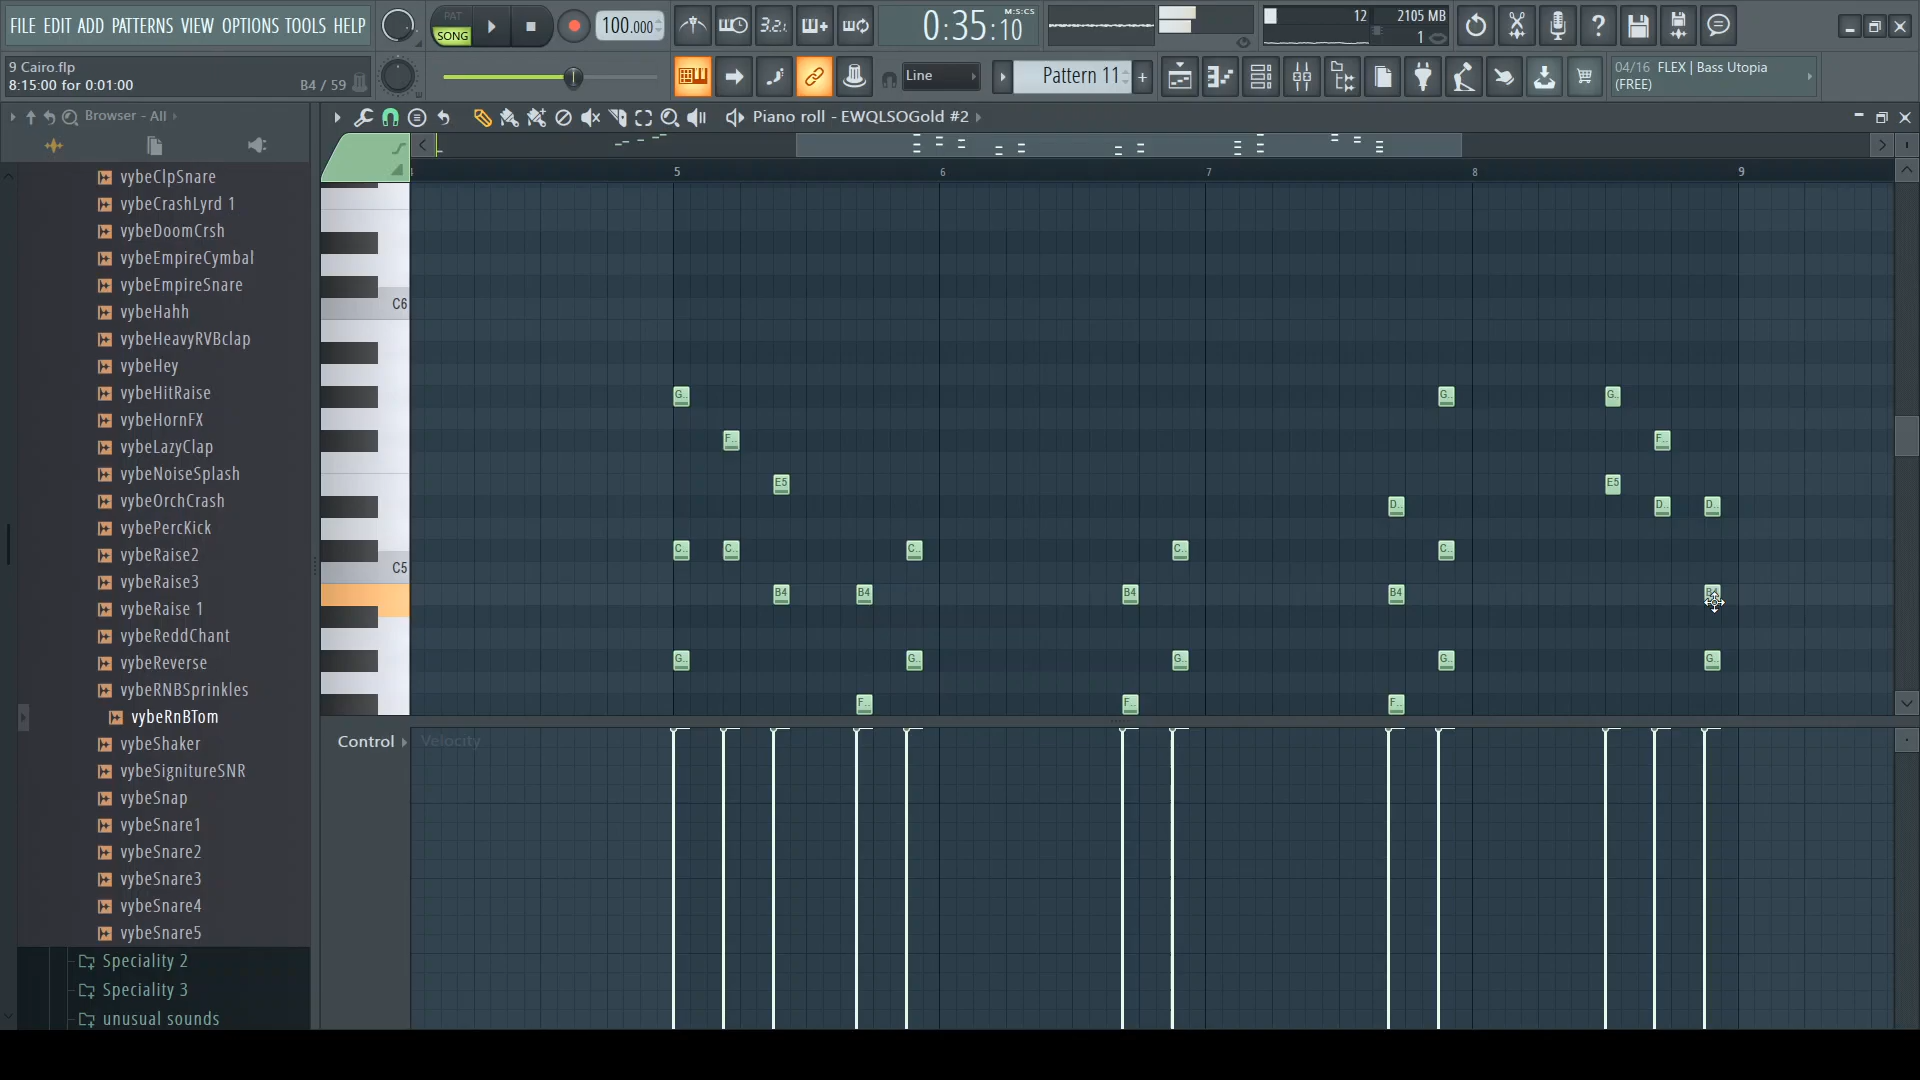 FILE EDIT ADD PATTERNS VIEW OPTIONS TOOLS HELP
PAT
SONG
100.000
3.2.
0:35:10
M:S:CS
12
2105 MB
1
9 Cairo.flp
8:15:00 for 0:01:00
B4 / 59
Line
Pattern 11
04/16 FLEX | Bass Utopia
(FREE)
Browser - All
Piano roll - EWQLSOGold #2
5
6
7
8
9
vybeClpSnare
vybeCrashLyrd 1
vybeDoomCrsh
vybeEmpireCymbal
vybeEmpireSnare
vybeHahh
vybeHeavyRVBclap
vybeHey
vybeHitRaise
vybeHornFX
vybeLazyClap
vybeNoiseSplash
vybeOrchCrash
vybePercKick
vybeRaise2
vybeRaise3
vybeRaise 1
vybeReddChant
vybeReverse
vybeRNBSprinkles
vybeRnBTom
vybeShaker
vybeSignitureSNR
vybeSnap
vybeSnare1
vybeSnare2
vybeSnare3
vybeSnare4
vybeSnare5
Speciality 2
Speciality 3
unusual sounds
C6
G.. G.. G..
F.. F..
E5 E5
D.. D.. D..
C.. C.. C.. C.. C..
C5
B4 B4 B4 B4
G.. G.. G.. G.. G..
F.. F.. F..
Control
Velocity